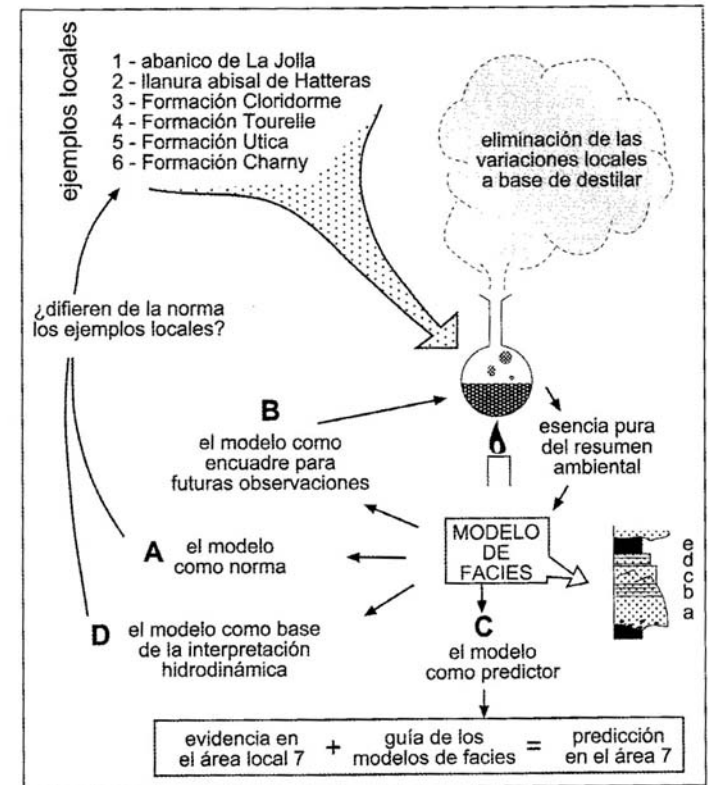 ejemplos locales
1 - abanico de La Jolla
2 - llanura abisal de Hatteras
3 - Formación Cloridorme
4 - Formación Tourelle
5 - Formación Utica
6 - Formación Charny
eliminación de las
variaciones locales
a base de destilar
¿difieren de la norma
los ejemplos locales?
B
el modelo como
encuadre para
futuras observaciones
esencia pura
del resumen
ambiental
A el modelo
como norma
MODELO
DE
FACIES
e
d
c
b
a
D el modelo como base
de la interpretación
hidrodinámica
C
el modelo
como predictor
evidencia en
el área local 7
+
guía de los
modelos de facies
=
predicción
en el área 7